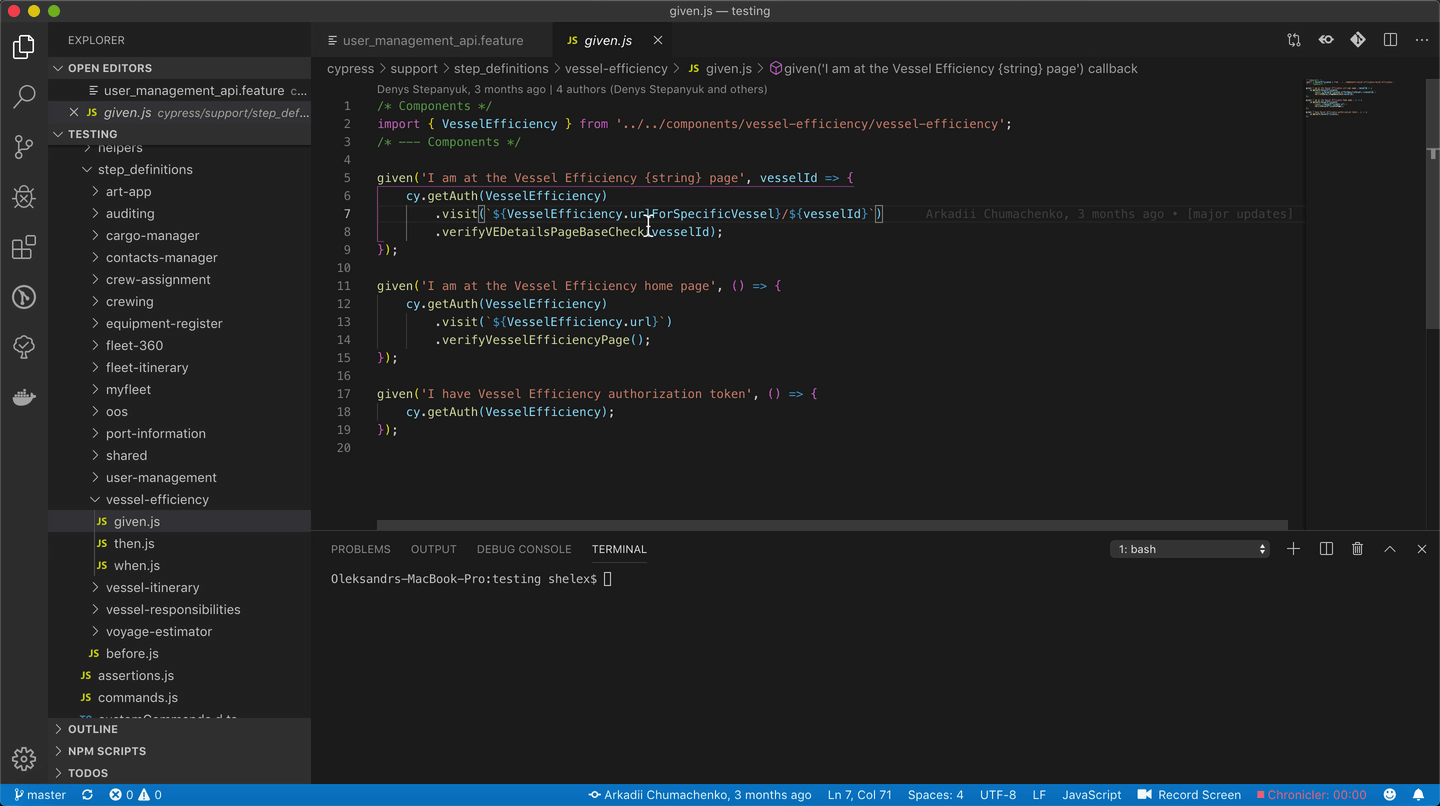 given.js — testing
EXPLORER
OPEN EDITORS
user_management_api.feature c...
JS given.js cypress/support/step_def...
TESTING
helpers
step_definitions
art-app
auditing
cargo-manager
contacts-manager
crew-assignment
crewing
equipment-register
fleet-360
fleet-itinerary
myfleet
oos
port-information
shared
user-management
vessel-efficiency
JS given.js
JS then.js
JS when.js
vessel-itinerary
vessel-responsibilities
voyage-estimator
JS before.js
JS assertions.js
JS commands.js
TS customCommands.d.ts
OUTLINE
NPM SCRIPTS
TODOS
user_management_api.feature
JS given.js
cypress > support > step_definitions > vessel-efficiency > JS given.js > given('I am at the Vessel Efficiency {string} page') callback
Denys Stepanyuk, 3 months ago | 4 authors (Denys Stepanyuk and others)
1 /* Components */
2 import { VesselEfficiency } from '../../components/vessel-efficiency/vessel-efficiency';
3 /* --- Components */
4
5 given('I am at the Vessel Efficiency {string} page', vesselId => {
6 cy.getAuth(VesselEfficiency)
7 .visit(`${VesselEfficiency.urlForSpecificVessel}/${vesselId}`) Arkadii Chumachenko, 3 months ago • [major updates]
8 .verifyVEDetailsPageBaseCheck(vesselId);
9 });
10
11 given('I am at the Vessel Efficiency home page', () => {
12 cy.getAuth(VesselEfficiency)
13 .visit(`${VesselEfficiency.url}`)
14 .verifyVesselEfficiencyPage();
15 });
16
17 given('I have Vessel Efficiency authorization token', () => {
18 cy.getAuth(VesselEfficiency);
19 });
20
PROBLEMS OUTPUT DEBUG CONSOLE TERMINAL 1: bash
Oleksandrs-MacBook-Pro:testing shelex$
master 0 0 Arkadii Chumachenko, 3 months ago Ln 7, Col 71 Spaces: 4 UTF-8 LF JavaScript Record Screen Chronicler: 00:00